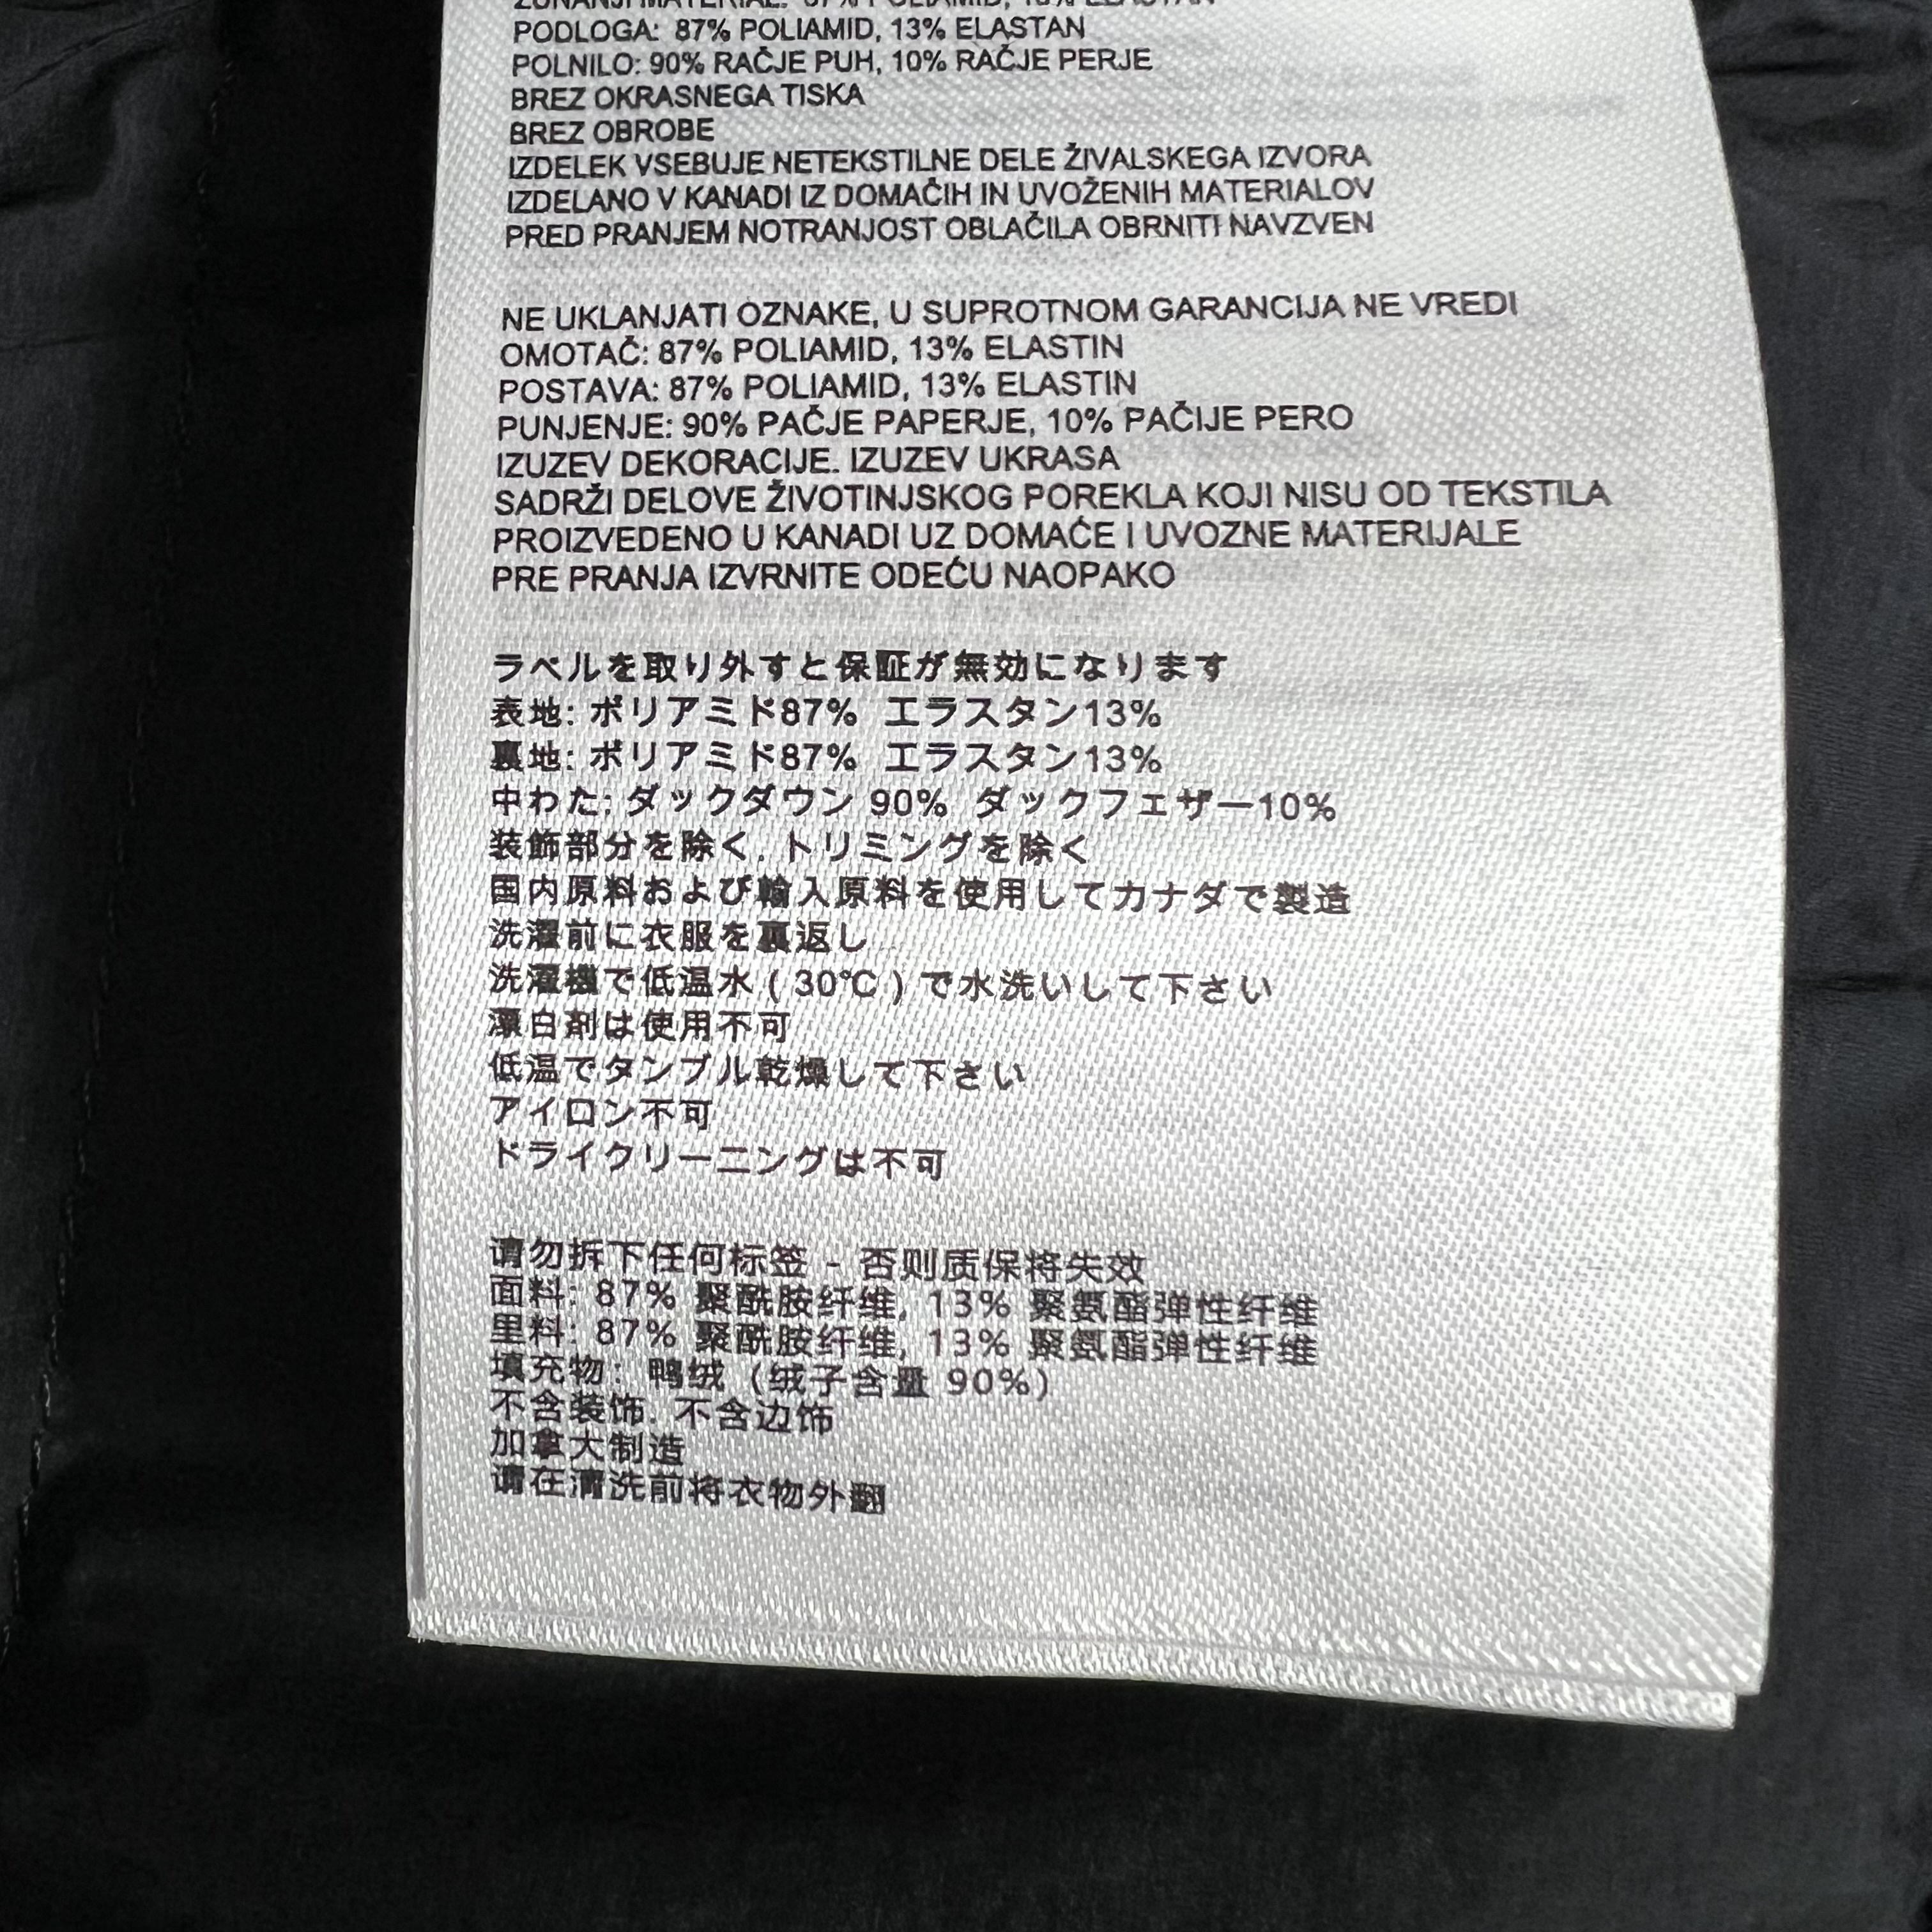 ZUNANJI MATERIAL: 87% POLIAMID, 13% ELASTAN
PODLOGA: 87% POLIAMID, 13% ELASTAN
POLNILO: 90% RAČJE PUH, 10% RAČJE PERJE
BREZ OKRASNEGA TISKA
BREZ OBROBE
IZDELEK VSEBUJE NETEKSTILNE DELE ŽIVALSKEGA IZVORA
IZDELANO V KANADI IZ DOMAČIH IN UVOŽENIH MATERIALOV
PRED PRANJEM NOTRANJOST OBLAČILA OBRNITI NAVZVEN
NE UKLANJATI OZNAKE, U SUPROTNOM GARANCIJA NE VREDI
OMOTAČ: 87% POLIAMID, 13% ELASTIN
POSTAVA: 87% POLIAMID, 13% ELASTIN
PUNJENJE: 90% PAČJE PAPERJE, 10% PAČIJE PERO
IZUZEV DEKORACIJE. IZUZEV UKRASA
SADRŽI DELOVE ŽIVOTINJSKOG POREKLA KOJI NISU OD TEKSTILA
PROIZVEDENO U KANADI UZ DOMAĆE I UVOZNE MATERIJALE
PRE PRANJA IZVRNITE ODEĆU NAOPAKO
ラベルを取り外すと保証が無効になります
表地: ポリアミド87% エラスタン13%
裏地: ポリアミド87% エラスタン13%
中わた: ダックダウン 90% ダックフェザー10%
装飾部分を除く. トリミングを除く
国内原料および輸入原料を使用してカナダで製造
洗濯前に衣服を裏返し
洗濯機で低温水 ( 30℃ ) で水洗いして下さい
漂白剤は使用不可
低温でタンブル乾燥して下さい
アイロン不可
ドライクリーニングは不可
请勿拆下任何标签 - 否则质保将失效
面料: 87% 聚酰胺纤维, 13% 聚氨酯弹性纤维
里料: 87% 聚酰胺纤维, 13% 聚氨酯弹性纤维
填充物: 鸭绒 (绒子含量 90%)
不含装饰. 不含边饰
加拿大制造
请在清洗前将衣物外翻